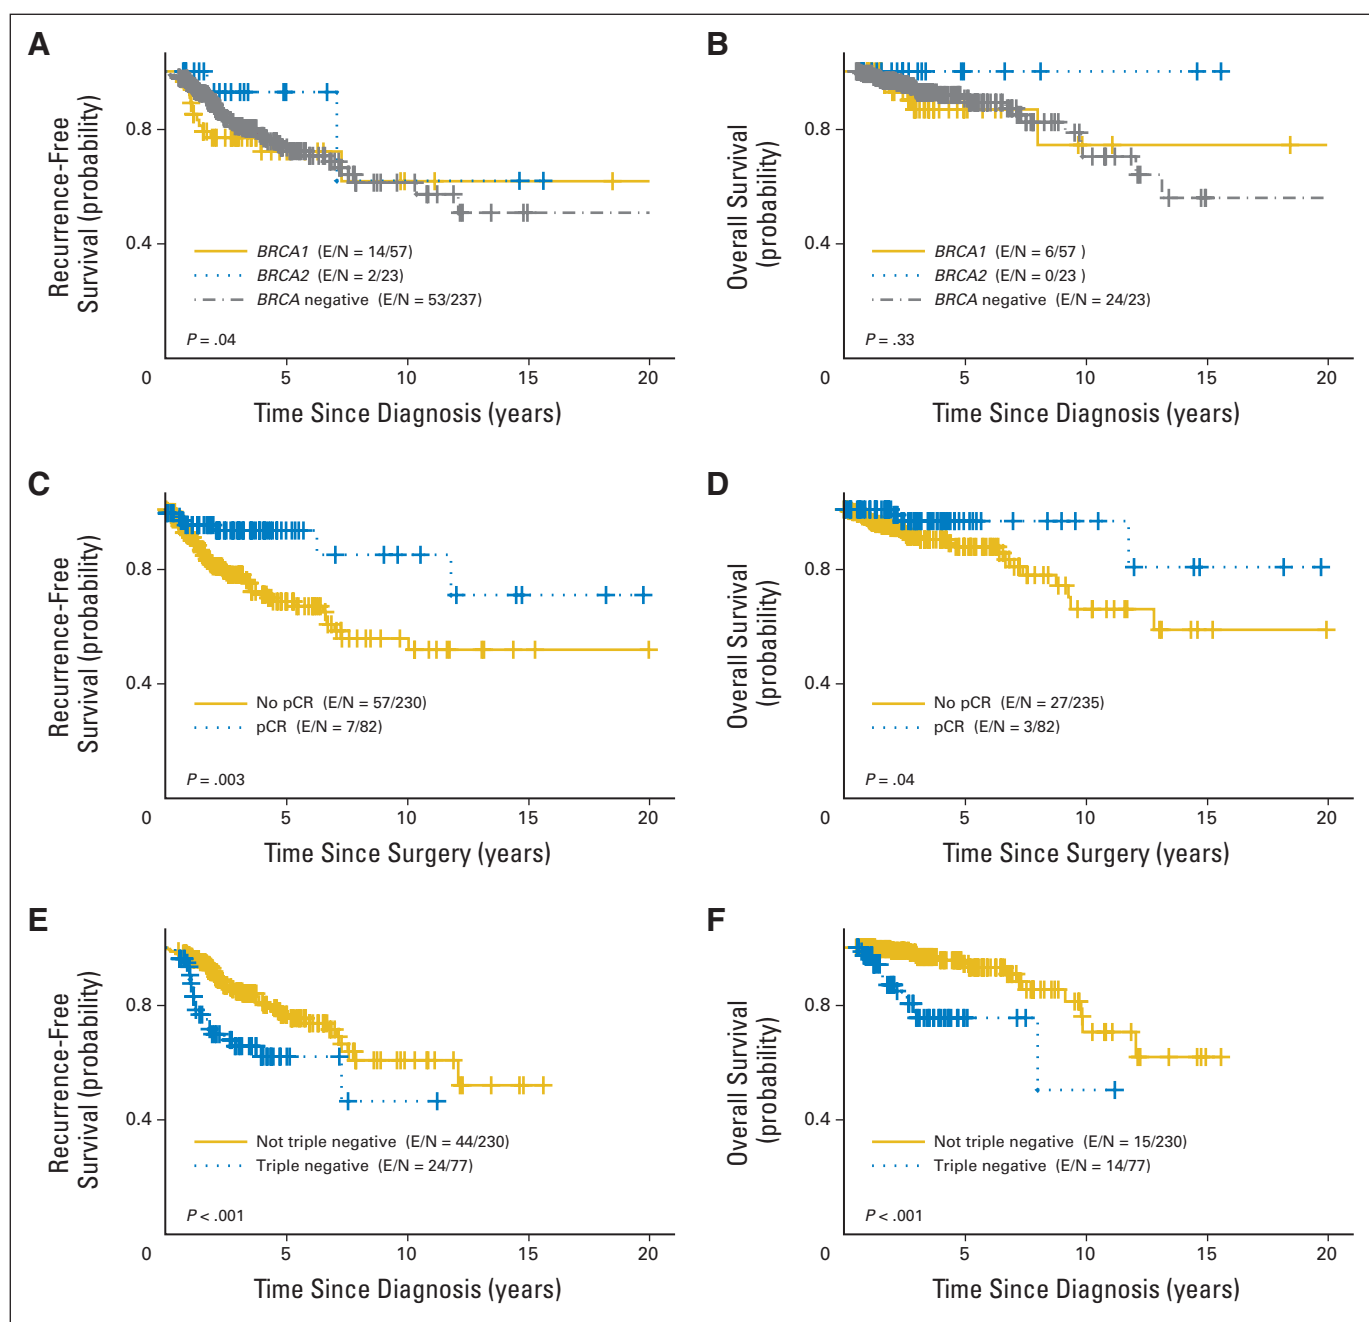 A
Recurrence-Free
Survival (probability)
0.8
0.4
BRCA1 (E/N = 14/57)
BRCA2 (E/N = 2/23)
BRCA negative (E/N = 53/237)
P = .04
0 5 10 15 20
Time Since Diagnosis (years)
B
Overall Survival
(probability)
0.8
0.4
BRCA1 (E/N = 6/57 )
BRCA2 (E/N = 0/23 )
BRCA negative (E/N = 24/23)
P = .33
0 5 10 15 20
Time Since Diagnosis (years)
C
Recurrence-Free
Survival (probability)
0.8
0.4
No pCR (E/N = 57/230)
pCR (E/N = 7/82)
P = .003
0 5 10 15 20
Time Since Surgery (years)
D
Overall Survival
(probability)
0.8
0.4
No pCR (E/N = 27/235)
pCR (E/N = 3/82)
P = .04
0 5 10 15 20
Time Since Surgery (years)
E
Recurrence-Free
Survival (probability)
0.8
0.4
Not triple negative (E/N = 44/230)
Triple negative (E/N = 24/77)
P < .001
0 5 10 15 20
Time Since Diagnosis (years)
F
Overall Survival
(probability)
0.8
0.4
Not triple negative (E/N = 15/230)
Triple negative (E/N = 14/77)
P < .001
0 5 10 15 20
Time Since Diagnosis (years)